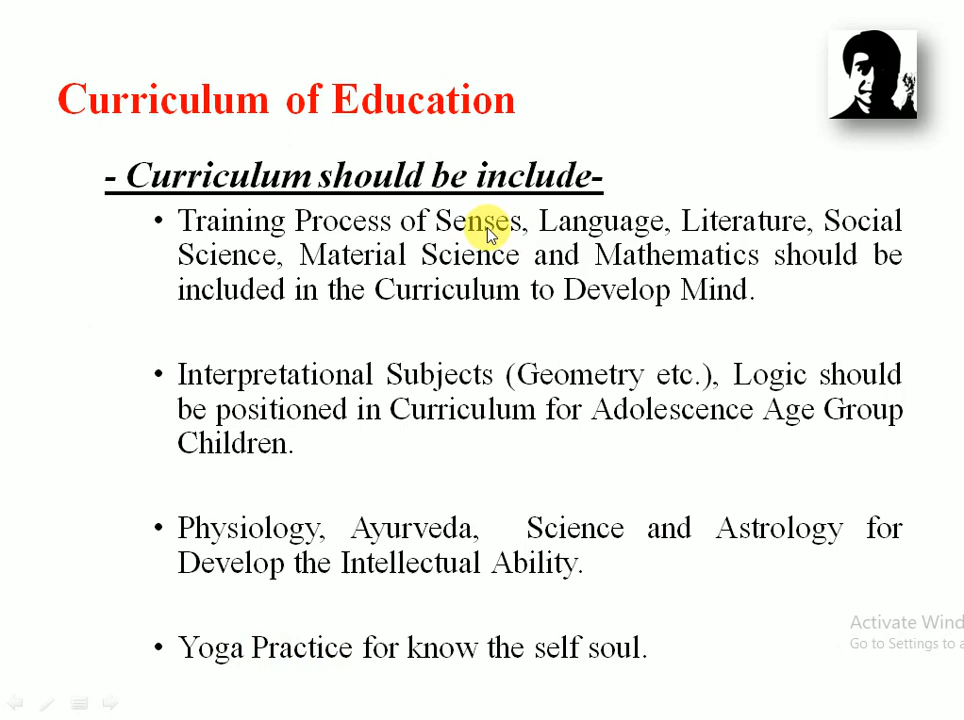 Curriculum of Education
- Curriculum should be include-
• Training Process of Senses, Language, Literature, Social
Science, Material Science and Mathematics should be
included in the Curriculum to Develop Mind.
• Interpretational Subjects (Geometry etc.), Logic should
be positioned in Curriculum for Adolescence Age Group
Children.
• Physiology, Ayurveda, Science and Astrology for
Develop the Intellectual Ability.
• Yoga Practice for know the self soul.
Activate Wind
Go to Settings to a